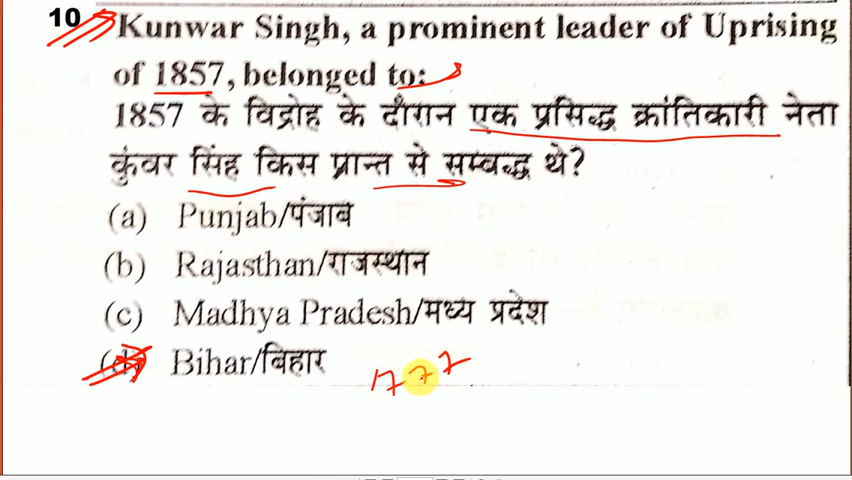 10 Kunwar Singh, a prominent leader of Uprising
of 1857, belonged to:
1857 के विद्रोह के दौरान एक प्रसिद्ध क्रांतिकारी नेता
कुंवर सिंह किस प्रान्त से सम्बद्ध थे?
(a) Punjab/पंजाब
(b) Rajasthan/राजस्थान
(c) Madhya Pradesh/मध्य प्रदेश
(d) Bihar/बिहार
1777